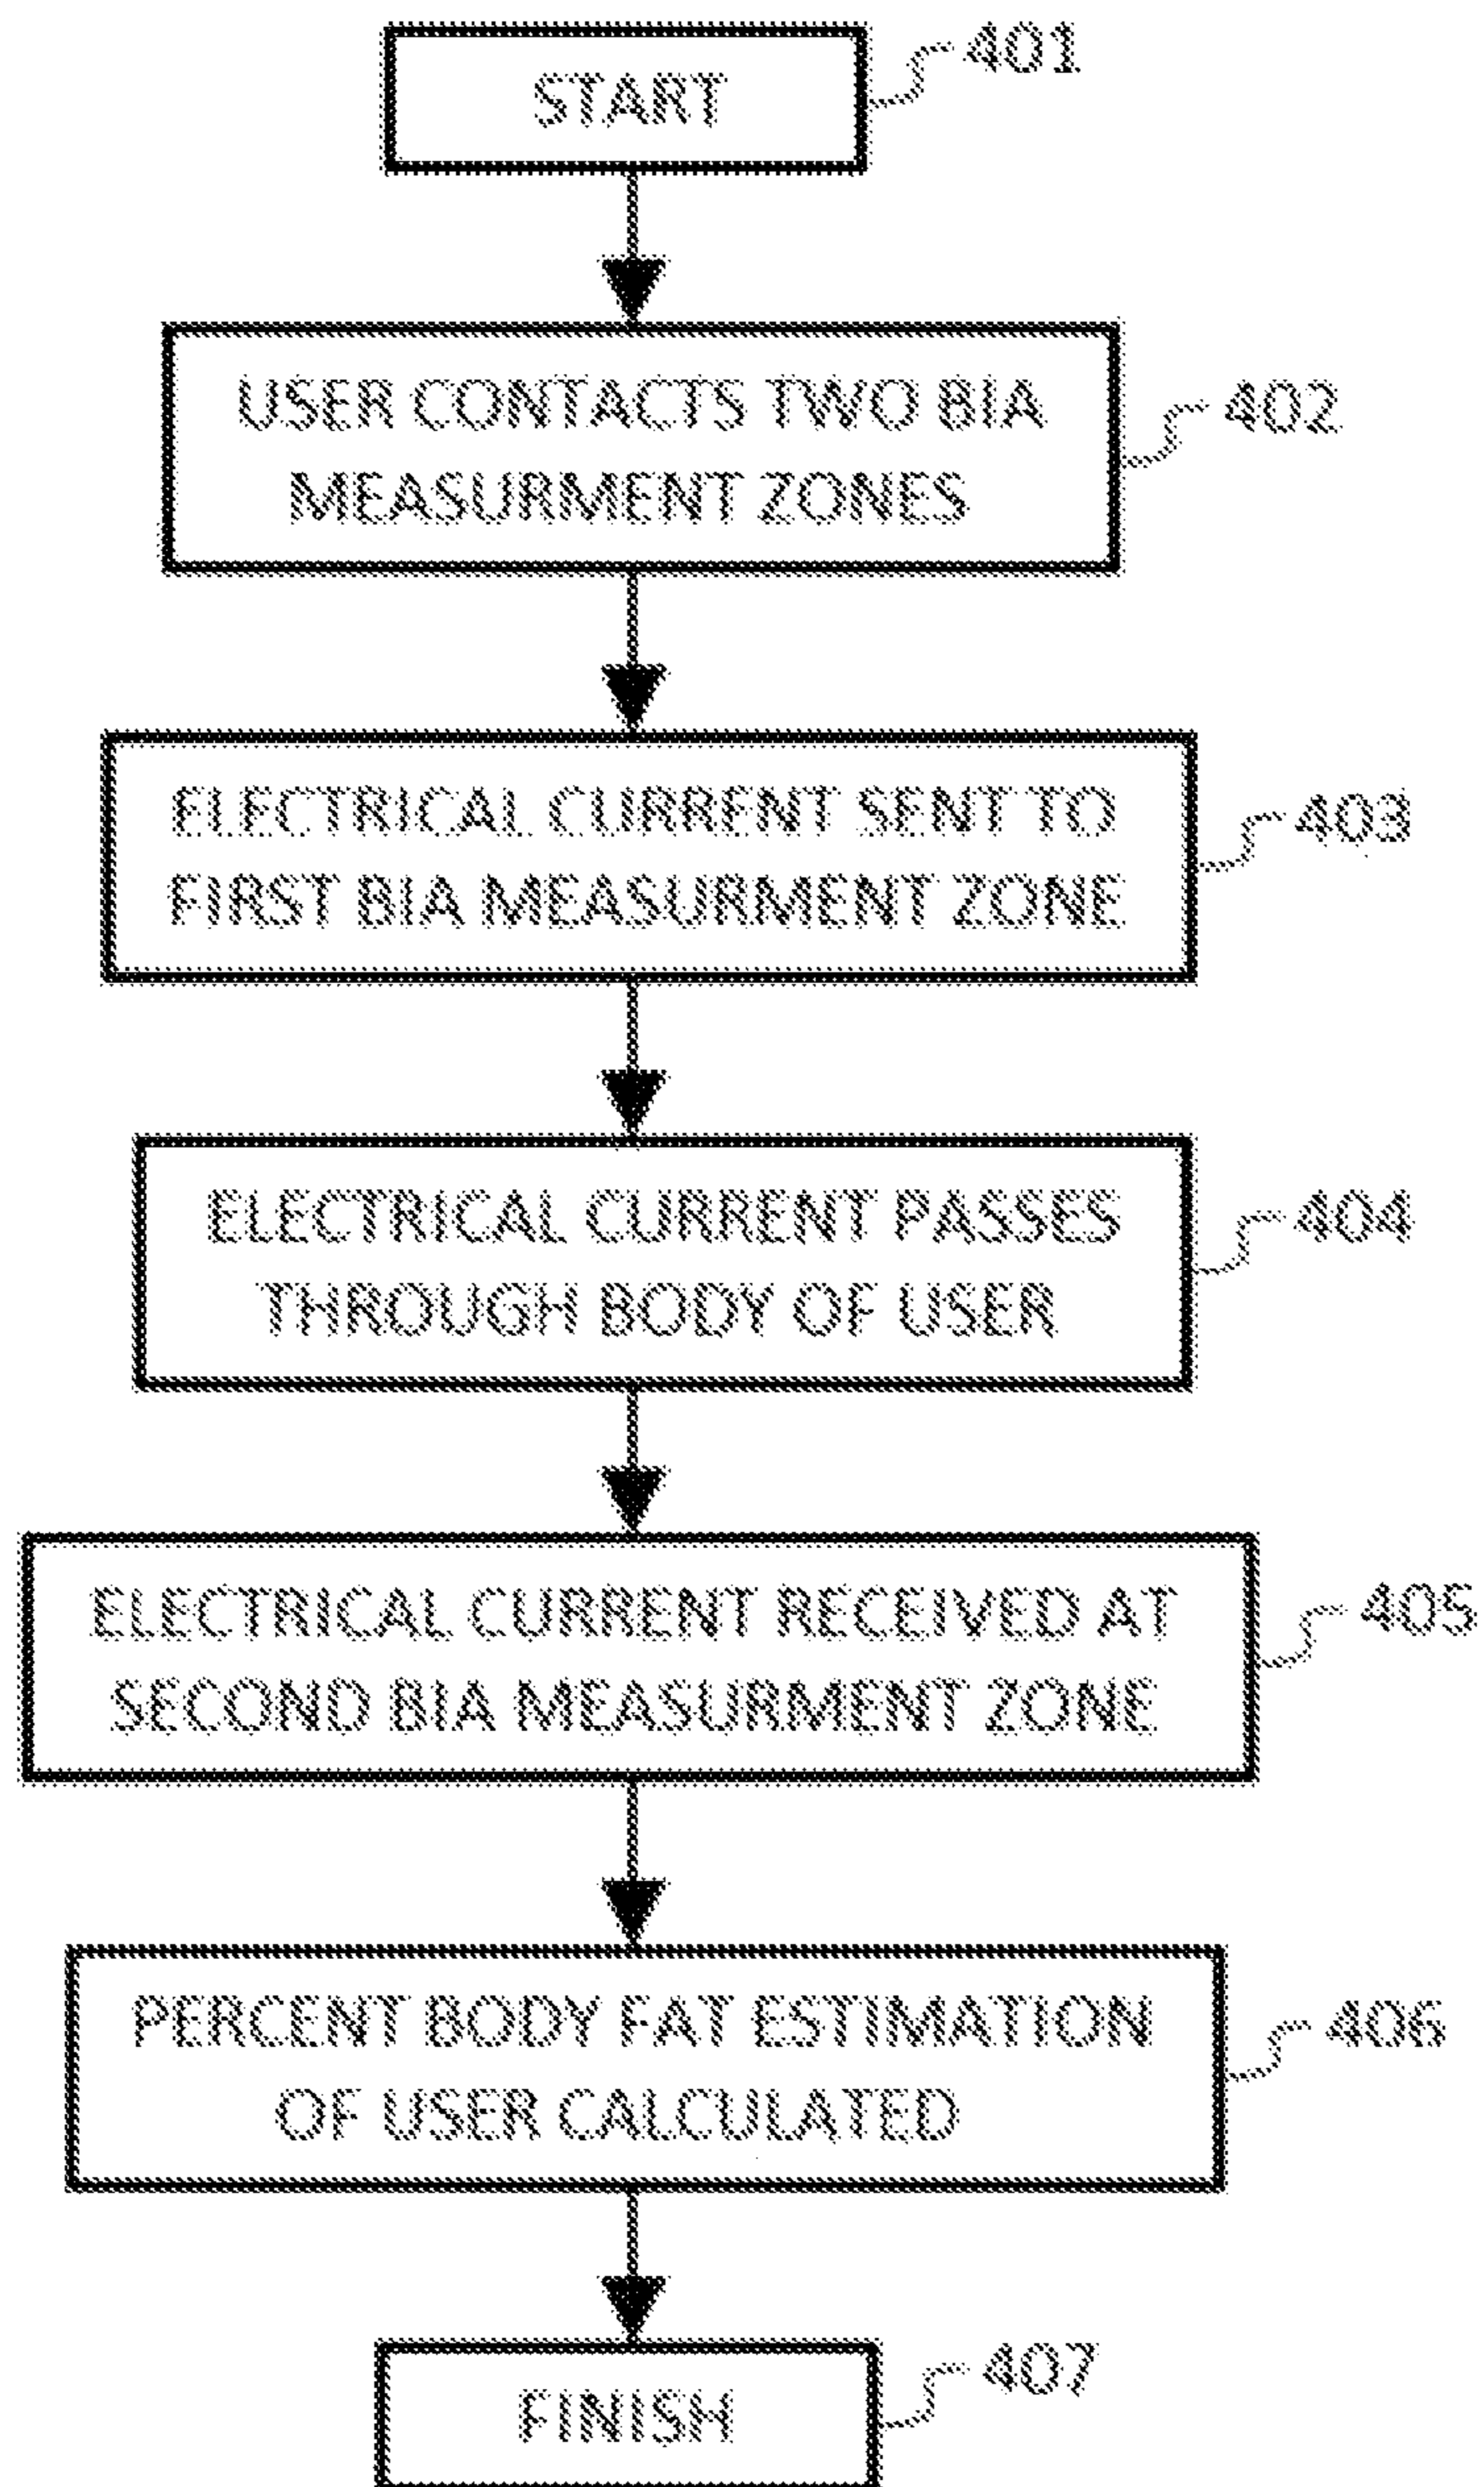 START
401
USER CONTACTS TWO BIA
MEASURMENT ZONES
402
ELECTRICAL CURRENT SENT TO
FIRST BIA MEASURMENT ZONE
403
ELECTRICAL CURRENT PASSES
THROUGH BODY OF USER
404
ELECTRICAL CURRENT RECEIVED AT
SECOND BIA MEASURMENT ZONE
405
PERCENT BODY FAT ESTIMATION
OF USER CALCULATED
406
FINISH
407